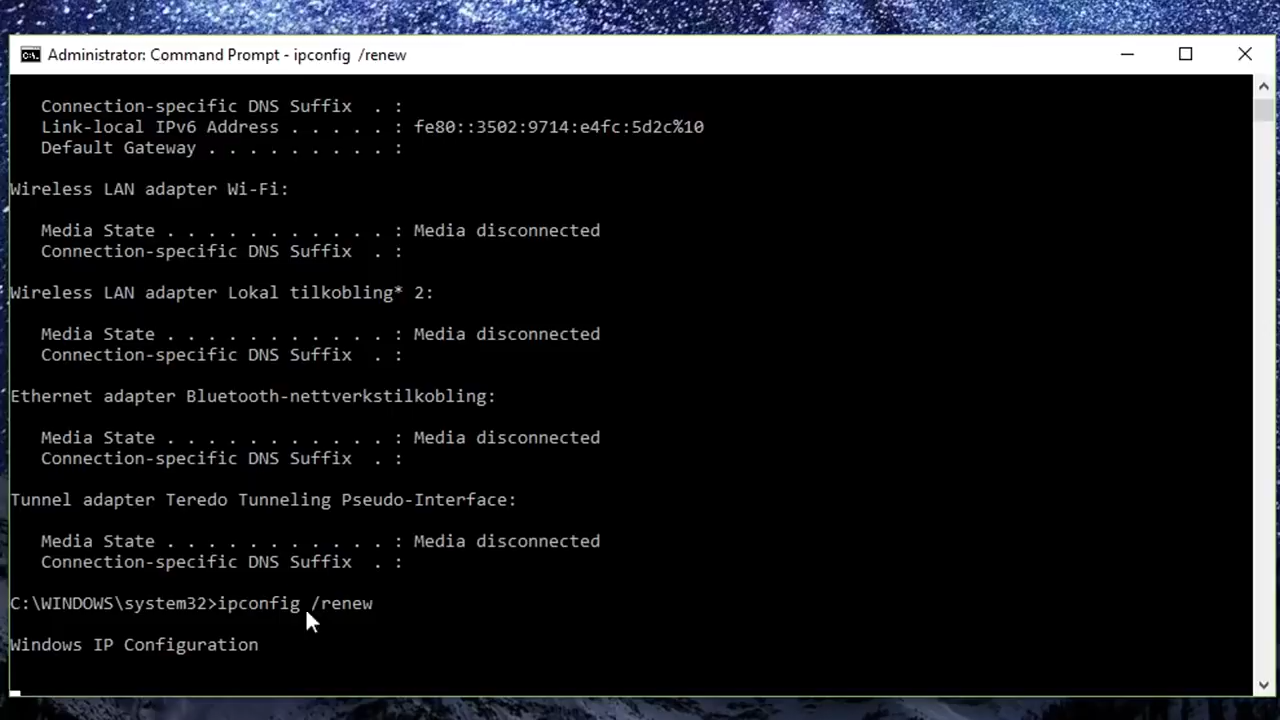 Administrator: Command Prompt - ipconfig  /renew
Connection-specific DNS Suffix  . :
Link-local IPv6 Address . . . . . : fe80::3502:9714:e4fc:5d2c%10
Default Gateway . . . . . . . . . :
Wireless LAN adapter Wi-Fi:
Media State . . . . . . . . . . . : Media disconnected
Connection-specific DNS Suffix  . :
Wireless LAN adapter Lokal tilkobling* 2:
Media State . . . . . . . . . . . : Media disconnected
Connection-specific DNS Suffix  . :
Ethernet adapter Bluetooth-nettverkstilkobling:
Media State . . . . . . . . . . . : Media disconnected
Connection-specific DNS Suffix  . :
Tunnel adapter Teredo Tunneling Pseudo-Interface:
Media State . . . . . . . . . . . : Media disconnected
Connection-specific DNS Suffix  . :
C:\WINDOWS\system32>ipconfig /renew
Windows IP Configuration